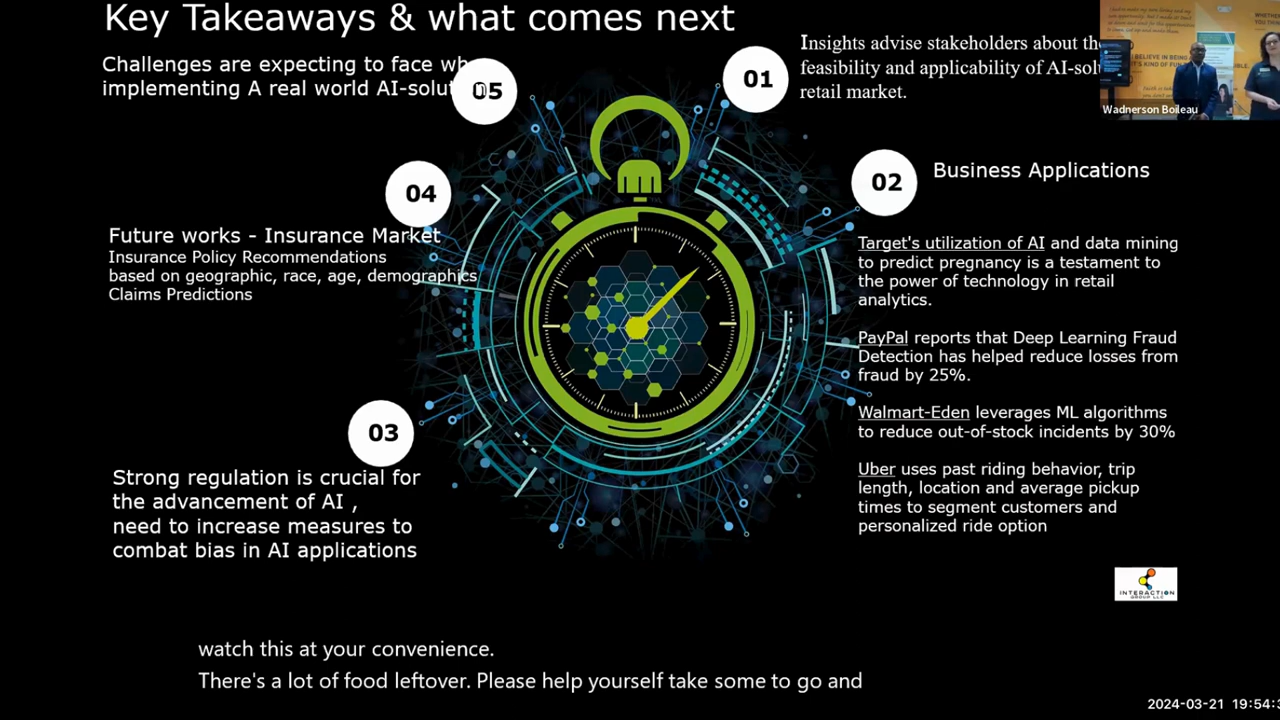 Key Takeaways & what comes next
Challenges are expecting to face wh
implementing A real world AI-solution
05
01
Insights advise stakeholders about the
feasibility and applicability of AI-solu
retail market.
Wadnerson Boileau
04
02
Business Applications
Future works - Insurance Market
Insurance Policy Recommendations
based on geographic, race, age, demographics
Claims Predictions
Target's utilization of AI and data mining
to predict pregnancy is a testament to
the power of technology in retail
analytics.
PayPal reports that Deep Learning Fraud
Detection has helped reduce losses from
fraud by 25%.
Walmart-Eden leverages ML algorithms
to reduce out-of-stock incidents by 30%
Uber uses past riding behavior, trip
length, location and average pickup
times to segment customers and
personalized ride option
03
Strong regulation is crucial for
the advancement of AI ,
need to increase measures to
combat bias in AI applications
INTERACTION
GROUP LLC
watch this at your convenience.
There's a lot of food leftover. Please help yourself take some to go and
2024-03-21 19:54:3